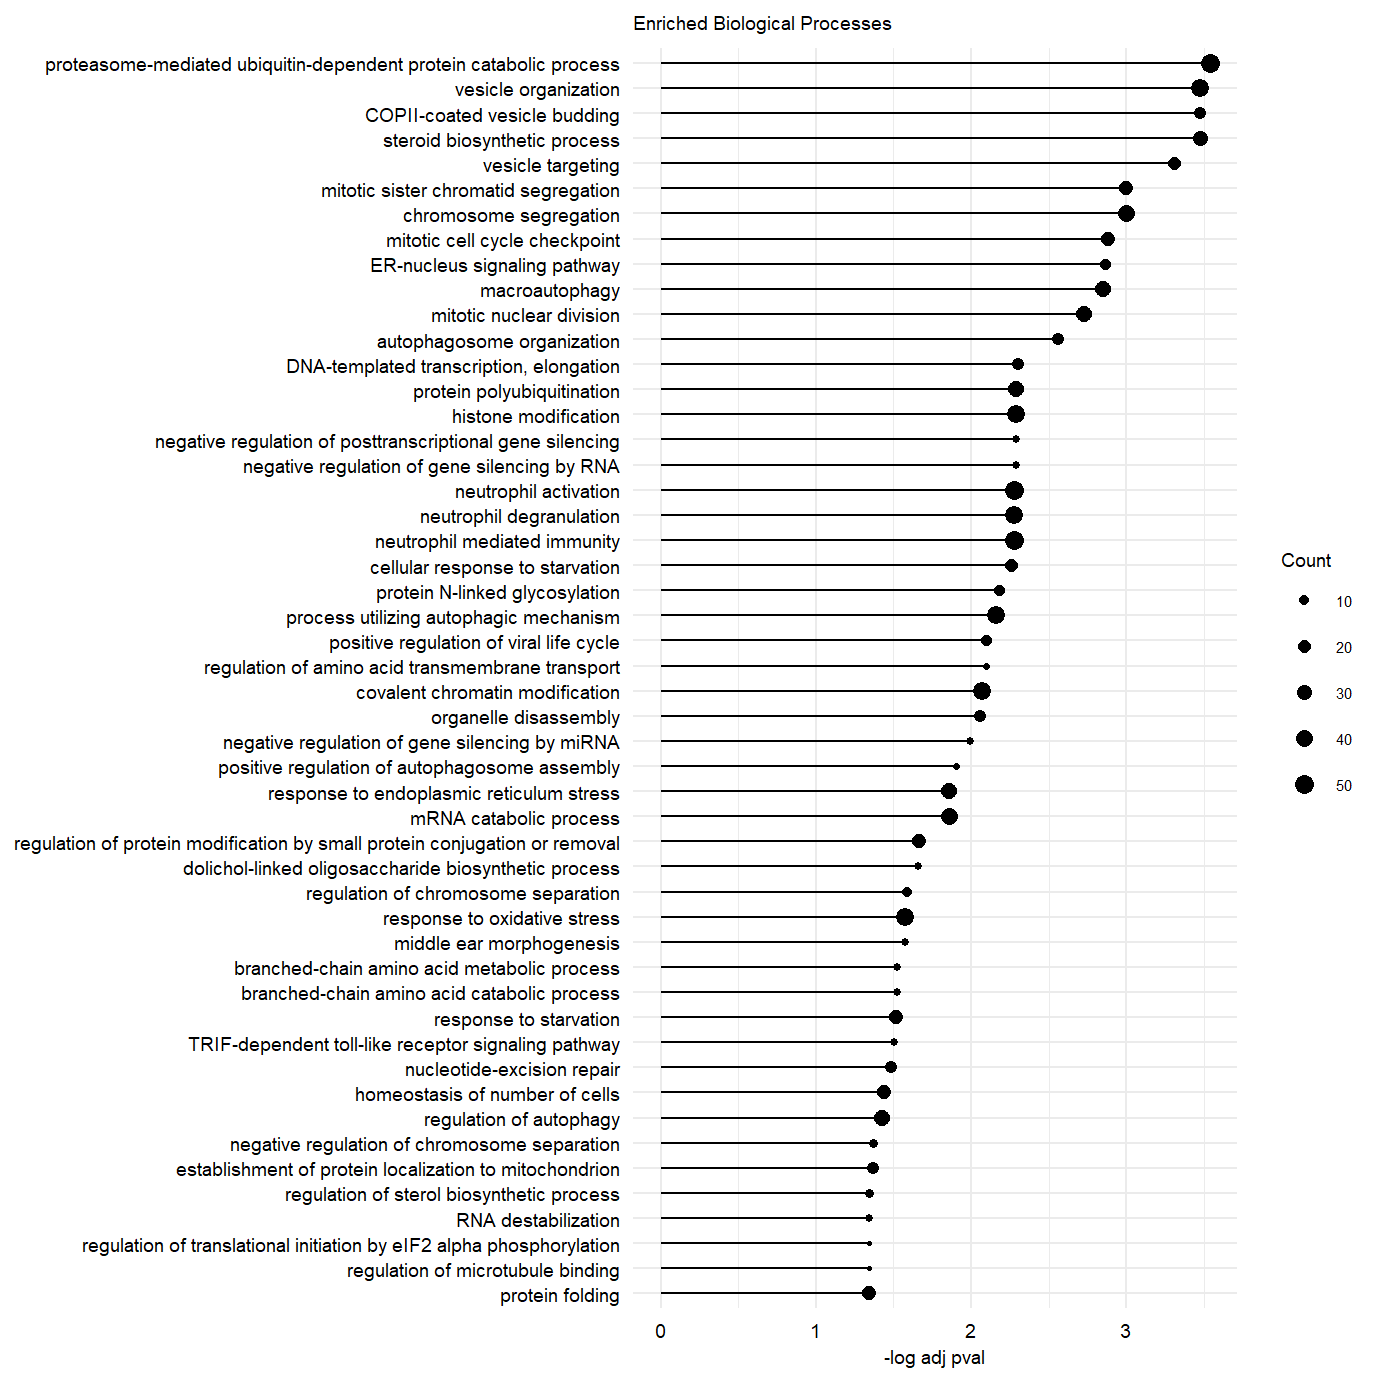 Enriched Biological Processes
proteasome-mediated ubiquitin-dependent protein catabolic process
vesicle organization
COPII-coated vesicle budding
steroid biosynthetic process
vesicle targeting
mitotic sister chromatid segregation
chromosome segregation
mitotic cell cycle checkpoint
ER-nucleus signaling pathway
macroautophagy
mitotic nuclear division
autophagosome organization
DNA-templated transcription, elongation
protein polyubiquitination
histone modification
negative regulation of posttranscriptional gene silencing
negative regulation of gene silencing by RNA
neutrophil activation
neutrophil degranulation
neutrophil mediated immunity
cellular response to starvation
protein N-linked glycosylation
process utilizing autophagic mechanism
positive regulation of viral life cycle
regulation of amino acid transmembrane transport
covalent chromatin modification
organelle disassembly
negative regulation of gene silencing by miRNA
positive regulation of autophagosome assembly
response to endoplasmic reticulum stress
mRNA catabolic process
regulation of protein modification by small protein conjugation or removal
dolichol-linked oligosaccharide biosynthetic process
regulation of chromosome separation
response to oxidative stress
middle ear morphogenesis
branched-chain amino acid metabolic process
branched-chain amino acid catabolic process
response to starvation
TRIF-dependent toll-like receptor signaling pathway
nucleotide-excision repair
homeostasis of number of cells
regulation of autophagy
negative regulation of chromosome separation
establishment of protein localization to mitochondrion
regulation of sterol biosynthetic process
RNA destabilization
regulation of translational initiation by eIF2 alpha phosphorylation
regulation of microtubule binding
protein folding
0 1 2 3
-log adj pval
Count
10
20
30
40
50